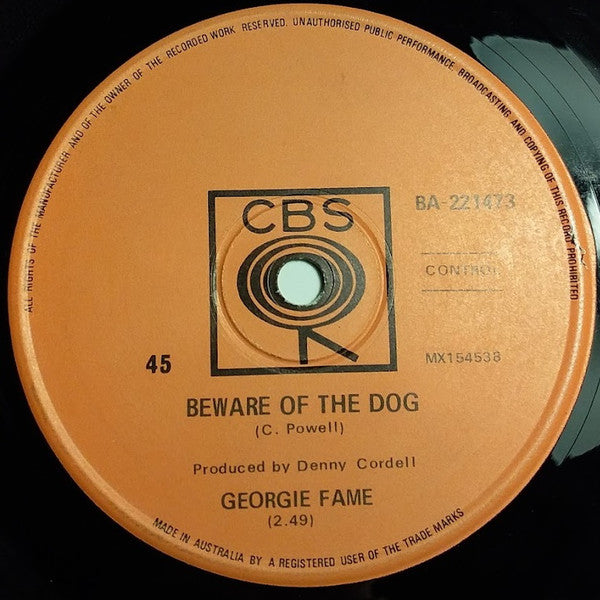 ALL RIGHTS OF THE MANUFACTURER AND OF THE OWNER OF THE RECORDED WORK RESERVED. UNAUTHORISED PUBLIC PERFORMANCE, BROADCASTING AND COPYING OF THIS RECORD PROHIBITED
CBS
BA-221473
CONTROL
45
MX154538
BEWARE OF THE DOG
(C. Powell)
Produced by Denny Cordell
GEORGIE FAME
(2.49)
MADE IN AUSTRALIA BY A REGISTERED USER OF THE TRADE MARKS